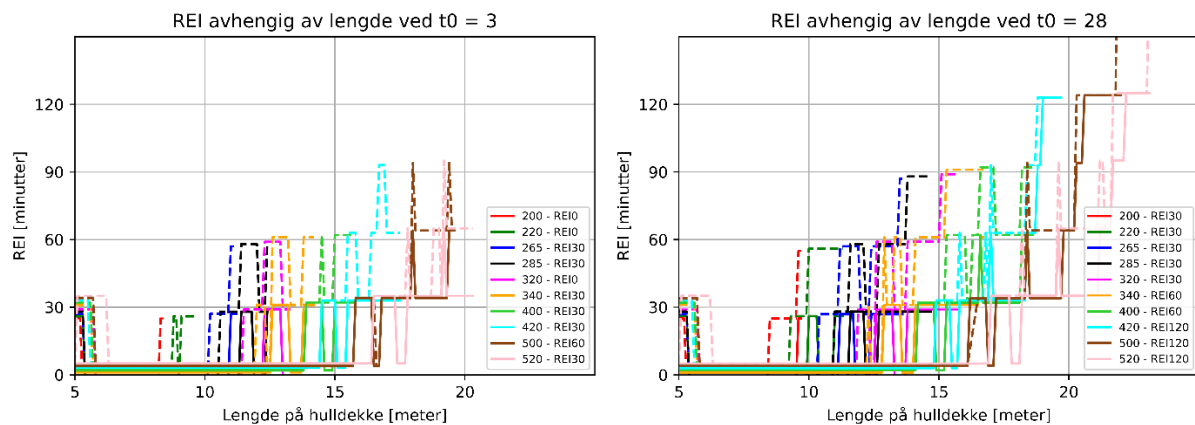 REI avhengig av lengde ved t0 = 3
REI [minutter]
120
90
60
30
0
5
10
15
20
Lengde på hulldekke [meter]
200 - REI0
220 - REI0
265 - REI30
285 - REI30
320 - REI0
340 - REI30
400 - REI30
420 - REI30
500 - REI60
520 - REI30
REI avhengig av lengde ved t0 = 28
REI [minutter]
120
90
60
30
0
5
10
15
20
Lengde på hulldekke [meter]
200 - REI30
220 - REI30
265 - REI30
285 - REI30
320 - REI30
340 - REI60
400 - REI60
420 - REI120
500 - REI120
520 - REI120